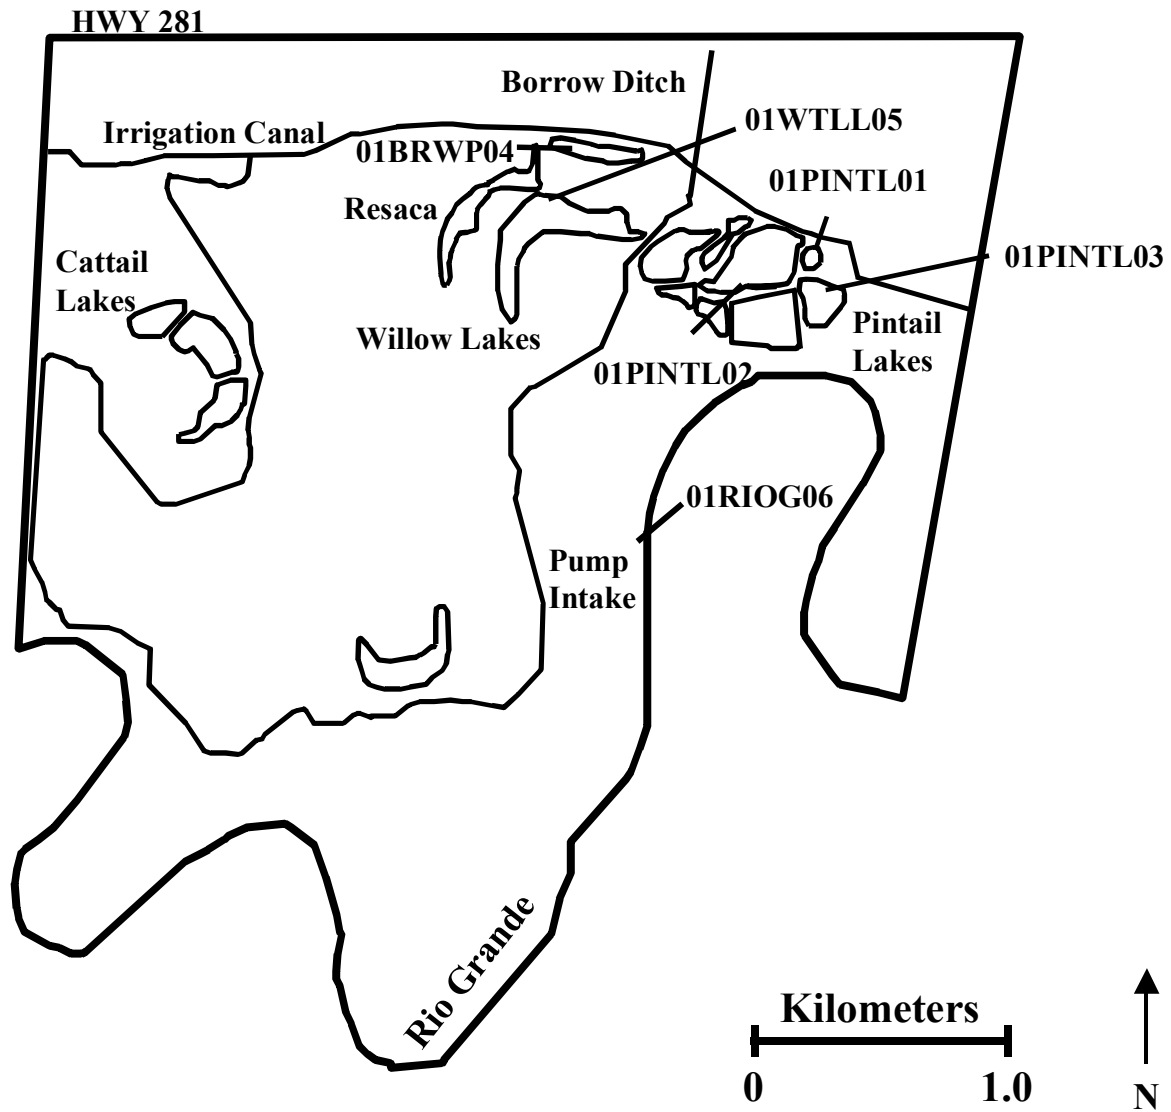 HWY 281
Borrow Ditch
01WTLL05
Irrigation Canal
01BRWP04
01PINTL01
Resaca
01PINTL03
Cattail
Lakes
Willow Lakes
Pintail
Lakes
01PINTL02
01RIOG06
Pump
Intake
Rio Grande
Kilometers
0
1.0
N